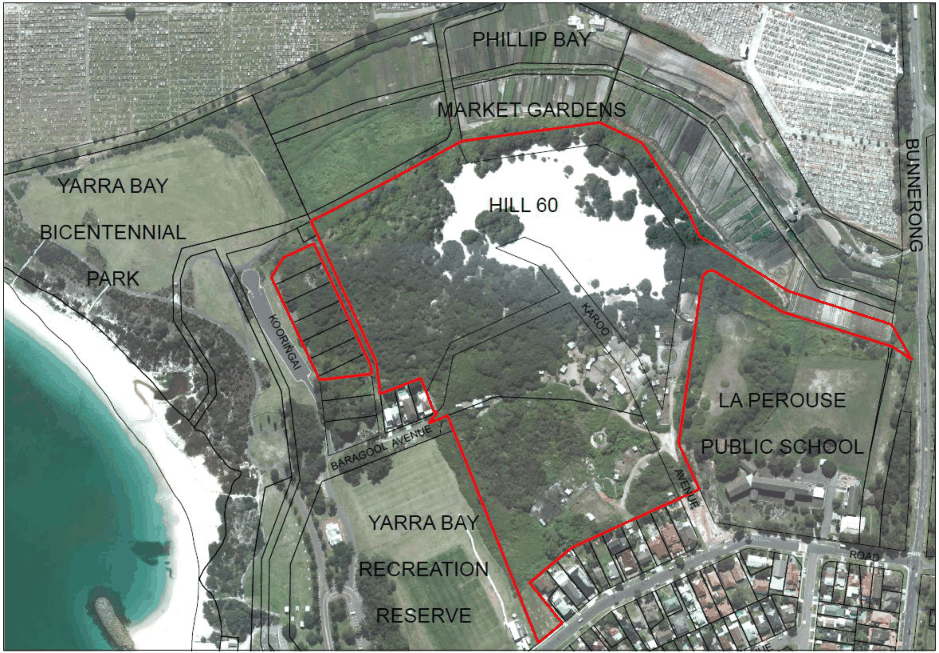 PHILLIP BAY
MARKET GARDENS
BUNNERONG
YARRA BAY
BICENTENNIAL
PARK
HILL 60
KOORINGAI
KAROO
LA PEROUSE
PUBLIC SCHOOL
BARAGOOL AVENUE
AVENUE
YARRA BAY
RECREATION
RESERVE
ROAD